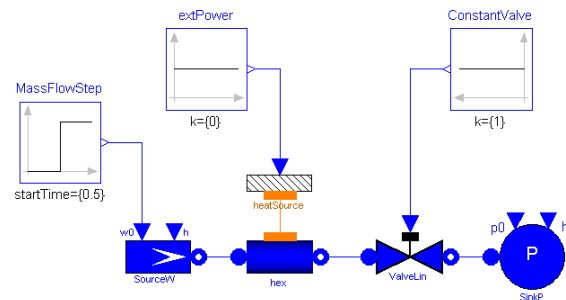 extPower
ConstantValve
k={0}
k={1}
MassFlowStep
startTime={0.5}
heatSource
w0
h
SourceW
hex
ValveLin
p0
h
P
SinkP